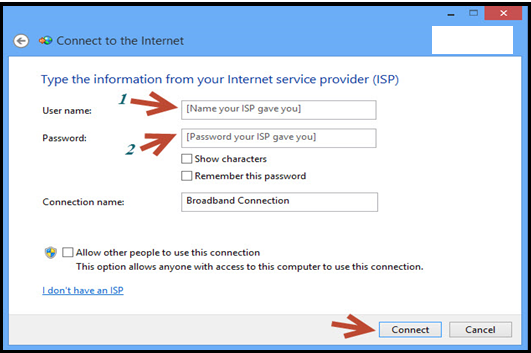 Connect to the Internet
Type the information from your Internet service provider (ISP)
1
User name: [Name your ISP gave you]
2
Password: [Password your ISP gave you]
Show characters
Remember this password
Connection name: Broadband Connection
Allow other people to use this connection
This option allows anyone with access to this computer to use this connection.
I don't have an ISP
Connect Cancel